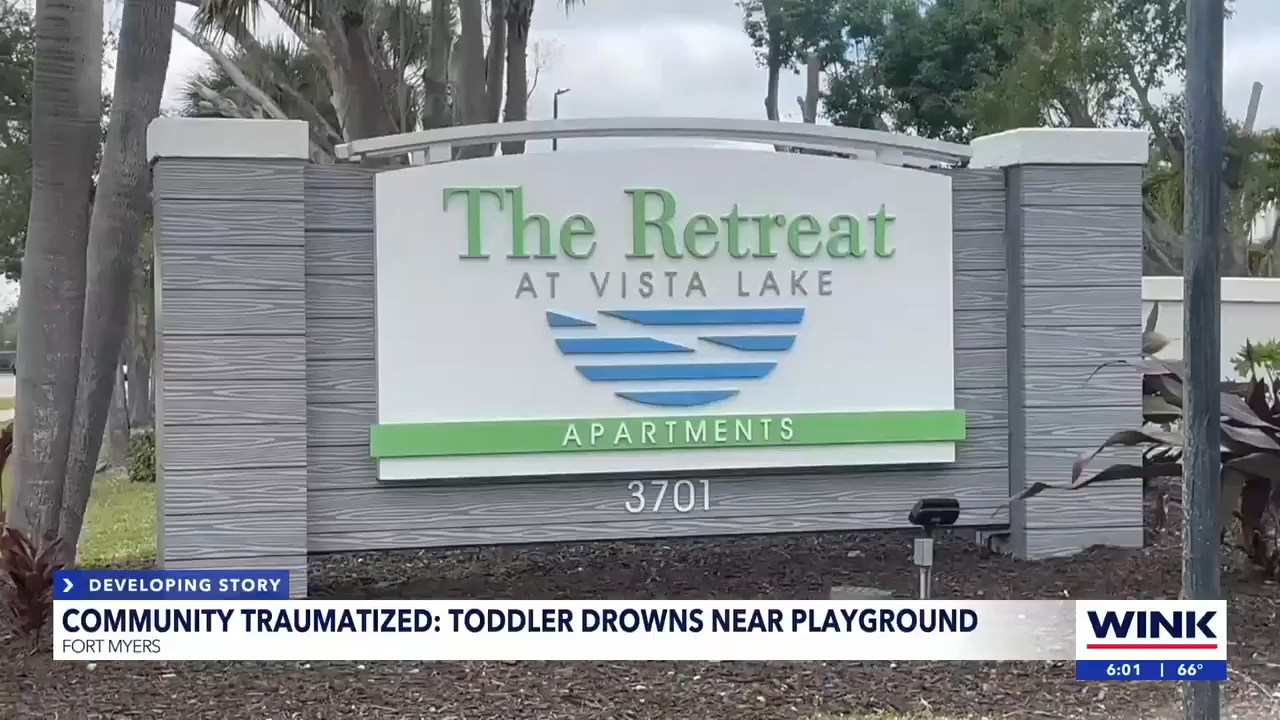 The Retreat
AT VISTA LAKE
APARTMENTS
3701
DEVELOPING STORY
COMMUNITY TRAUMATIZED: TODDLER DROWNS NEAR PLAYGROUND
FORT MYERS
WINK
6:01 | 66°